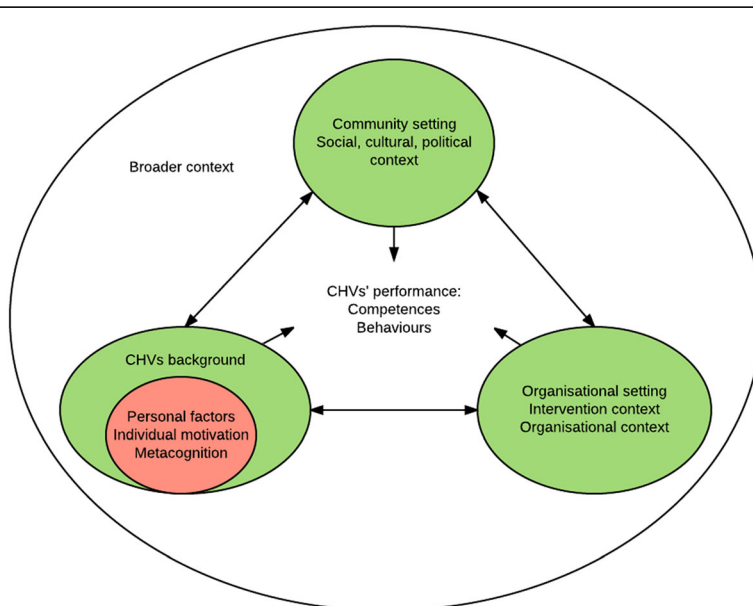 Community setting
Social, cultural, political
context
Broader context
CHVs' performance:
Competences
Behaviours
CHVs background
Personal factors
Individual motivation
Metacognition
Organisational setting
Intervention context
Organisational context